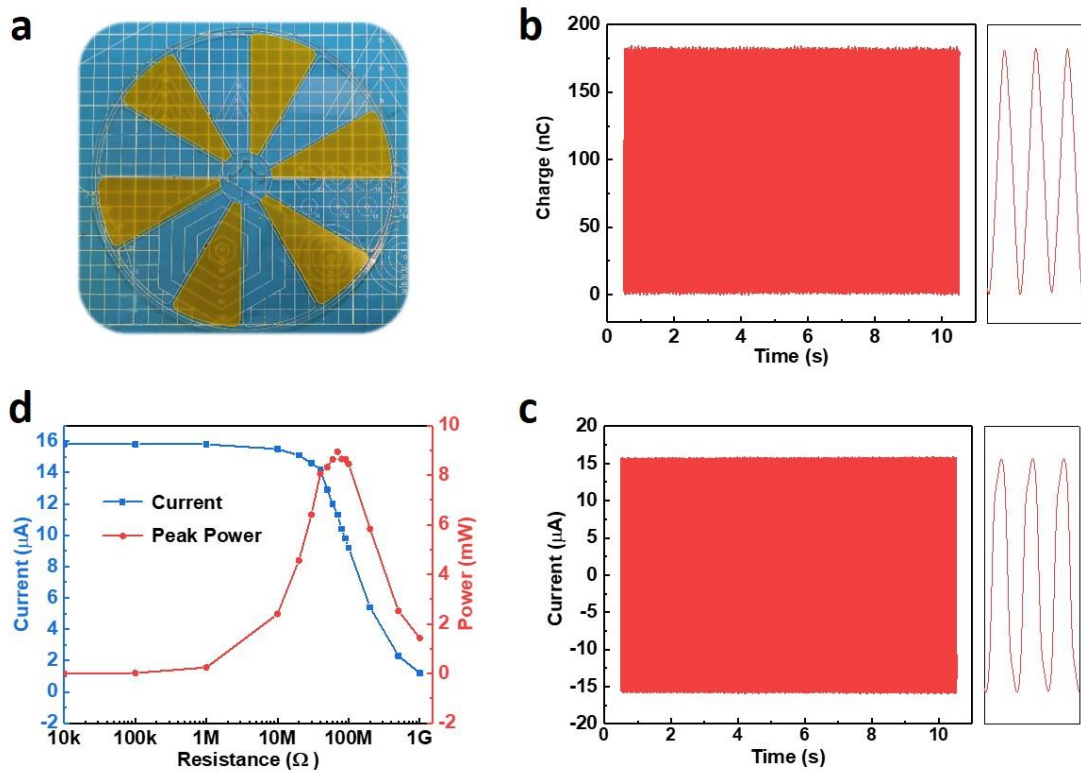 a
b
200
150
100
50
0
Charge (nC)
0 2 4 6 8 10
Time (s)
d
16
14
12
10
8
6
4
2
0
-2
Current (μA)
Current
Peak Power
10
8
6
4
2
0
-2
Power (mW)
10k 100k 1M 10M 100M 1G
Resistance (Ω )
c
20
15
10
5
0
-5
-10
-15
-20
Current (μA)
0 2 4 6 8 10
Time (s)